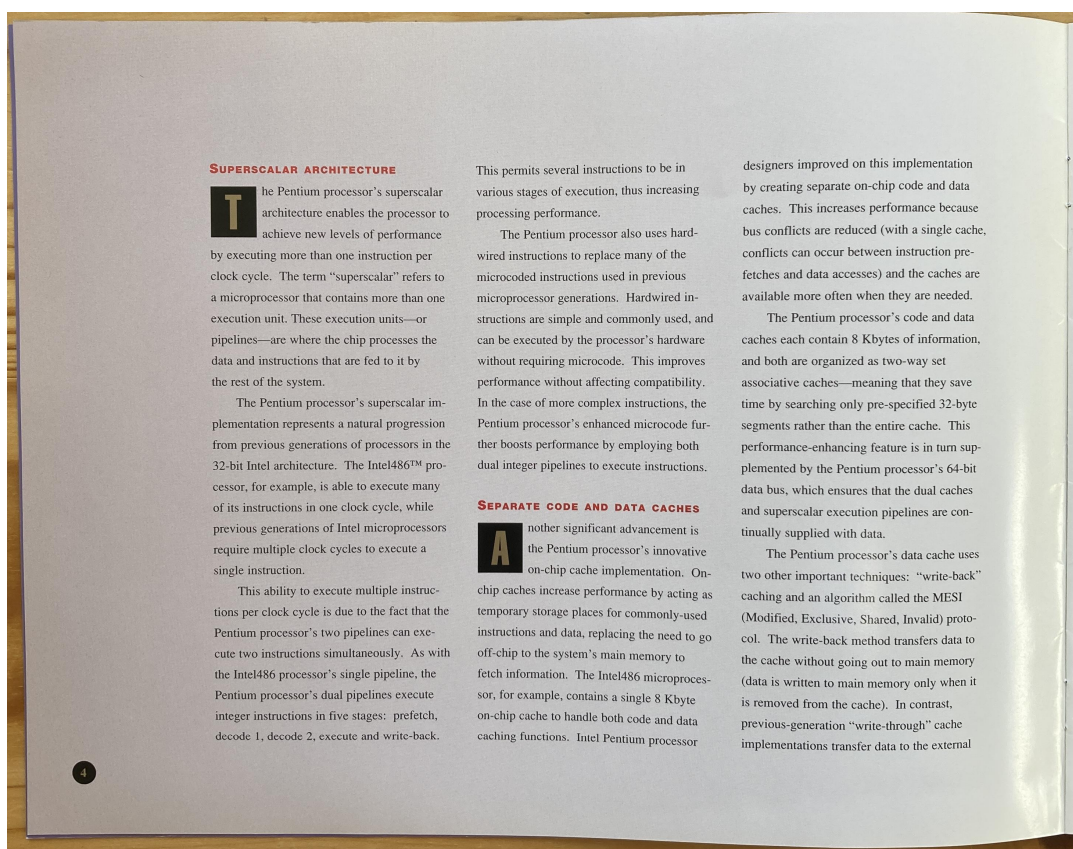 SUPERSCALAR ARCHITECTURE
The Pentium processor's superscalar
architecture enables the processor to
achieve new levels of performance
by executing more than one instruction per
clock cycle. The term “superscalar” refers to
a microprocessor that contains more than one
execution unit. These execution units—or
pipelines—are where the chip processes the
data and instructions that are fed to it by
the rest of the system.
The Pentium processor's superscalar im-
plementation represents a natural progression
from previous generations of processors in the
32-bit Intel architecture. The Intel486™ pro-
cessor, for example, is able to execute many
of its instructions in one clock cycle, while
previous generations of Intel microprocessors
require multiple clock cycles to execute a
single instruction.
This ability to execute multiple instruc-
tions per clock cycle is due to the fact that the
Pentium processor's two pipelines can exe-
cute two instructions simultaneously. As with
the Intel486 processor's single pipeline, the
Pentium processor's dual pipelines execute
integer instructions in five stages: prefetch,
decode 1, decode 2, execute and write-back.
This permits several instructions to be in
various stages of execution, thus increasing
processing performance.
The Pentium processor also uses hard-
wired instructions to replace many of the
microcoded instructions used in previous
microprocessor generations. Hardwired in-
structions are simple and commonly used, and
can be executed by the processor's hardware
without requiring microcode. This improves
performance without affecting compatibility.
In the case of more complex instructions, the
Pentium processor's enhanced microcode fur-
ther boosts performance by employing both
dual integer pipelines to execute instructions.
SEPARATE CODE AND DATA CACHES
Another significant advancement is
the Pentium processor's innovative
on-chip cache implementation. On-
chip caches increase performance by acting as
temporary storage places for commonly-used
instructions and data, replacing the need to go
off-chip to the system's main memory to
fetch information. The Intel486 microproces-
sor, for example, contains a single 8 Kbyte
on-chip cache to handle both code and data
caching functions. Intel Pentium processor
designers improved on this implementation
by creating separate on-chip code and data
caches. This increases performance because
bus conflicts are reduced (with a single cache,
conflicts can occur between instruction pre-
fetches and data accesses) and the caches are
available more often when they are needed.
The Pentium processor's code and data
caches each contain 8 Kbytes of information,
and both are organized as two-way set
associative caches—meaning that they save
time by searching only pre-specified 32-byte
segments rather than the entire cache. This
performance-enhancing feature is in turn sup-
plemented by the Pentium processor's 64-bit
data bus, which ensures that the dual caches
and superscalar execution pipelines are con-
tinually supplied with data.
The Pentium processor's data cache uses
two other important techniques: “write-back”
caching and an algorithm called the MESI
(Modified, Exclusive, Shared, Invalid) proto-
col. The write-back method transfers data to
the cache without going out to main memory
(data is written to main memory only when it
is removed from the cache). In contrast,
previous-generation “write-through” cache
implementations transfer data to the external
4